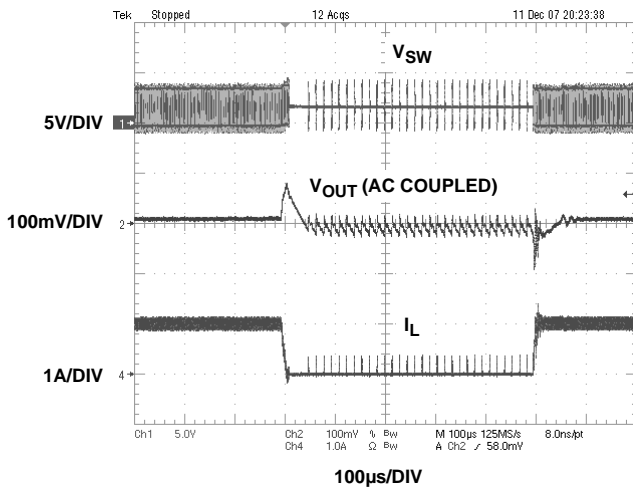 Tek Stopped 12 Acqs 11 Dec 07 20:23:38
VSW
5V/DIV 1
VOUT (AC COUPLED)
100mV/DIV 2
IL
1A/DIV 4
Ch1 5.0V Ch2 100mV ∿ BW M 100µs 125MS/s 8.0ns/pt
Ch4 1.0A Ω BW A Ch2 ∕ 58.0mV
100µs/DIV